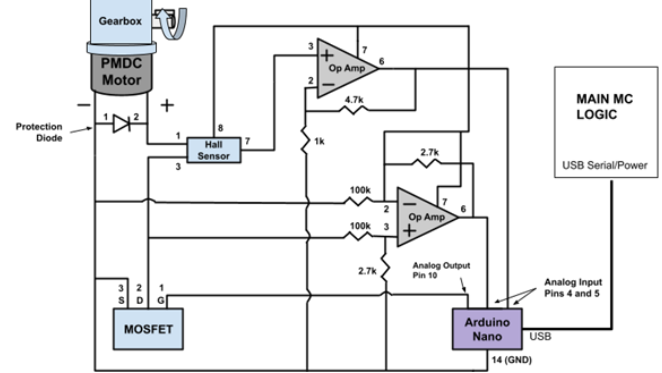 Gearbox
PMDC
Motor
−
+
Protection
Diode
1
2
1
8
Hall
Sensor
7
3
3
+
Op Amp
7
6
2
−
4.7k
1k
2.7k
100k
−
2
7
6
Op Amp
100k
3
+
2.7k
Analog Output
Pin 10
Analog Input
Pins 4 and 5
3
2
1
S
D
G
MOSFET
Arduino
Nano
USB
14 (GND)
MAIN MC
LOGIC
USB Serial/Power